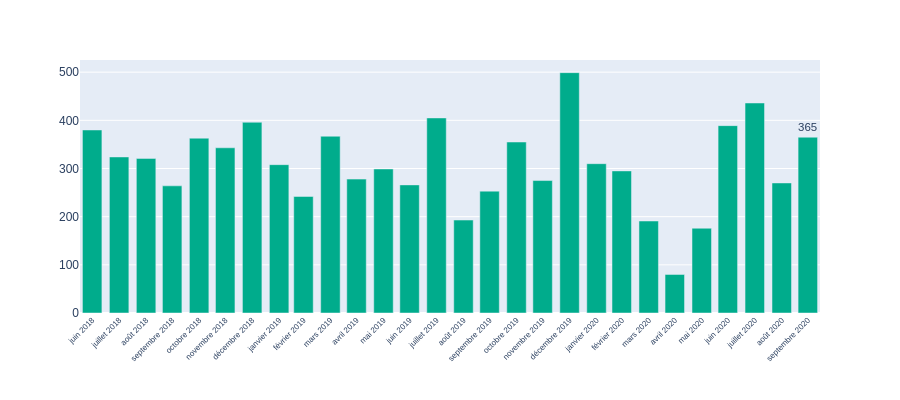 500
400
300
200
100
0
365
juin 2018
juillet 2018
août 2018
septembre 2018
octobre 2018
novembre 2018
décembre 2018
janvier 2019
février 2019
mars 2019
avril 2019
mai 2019
juin 2019
juillet 2019
août 2019
septembre 2019
octobre 2019
novembre 2019
décembre 2019
janvier 2020
février 2020
mars 2020
avril 2020
mai 2020
juin 2020
juillet 2020
août 2020
septembre 2020